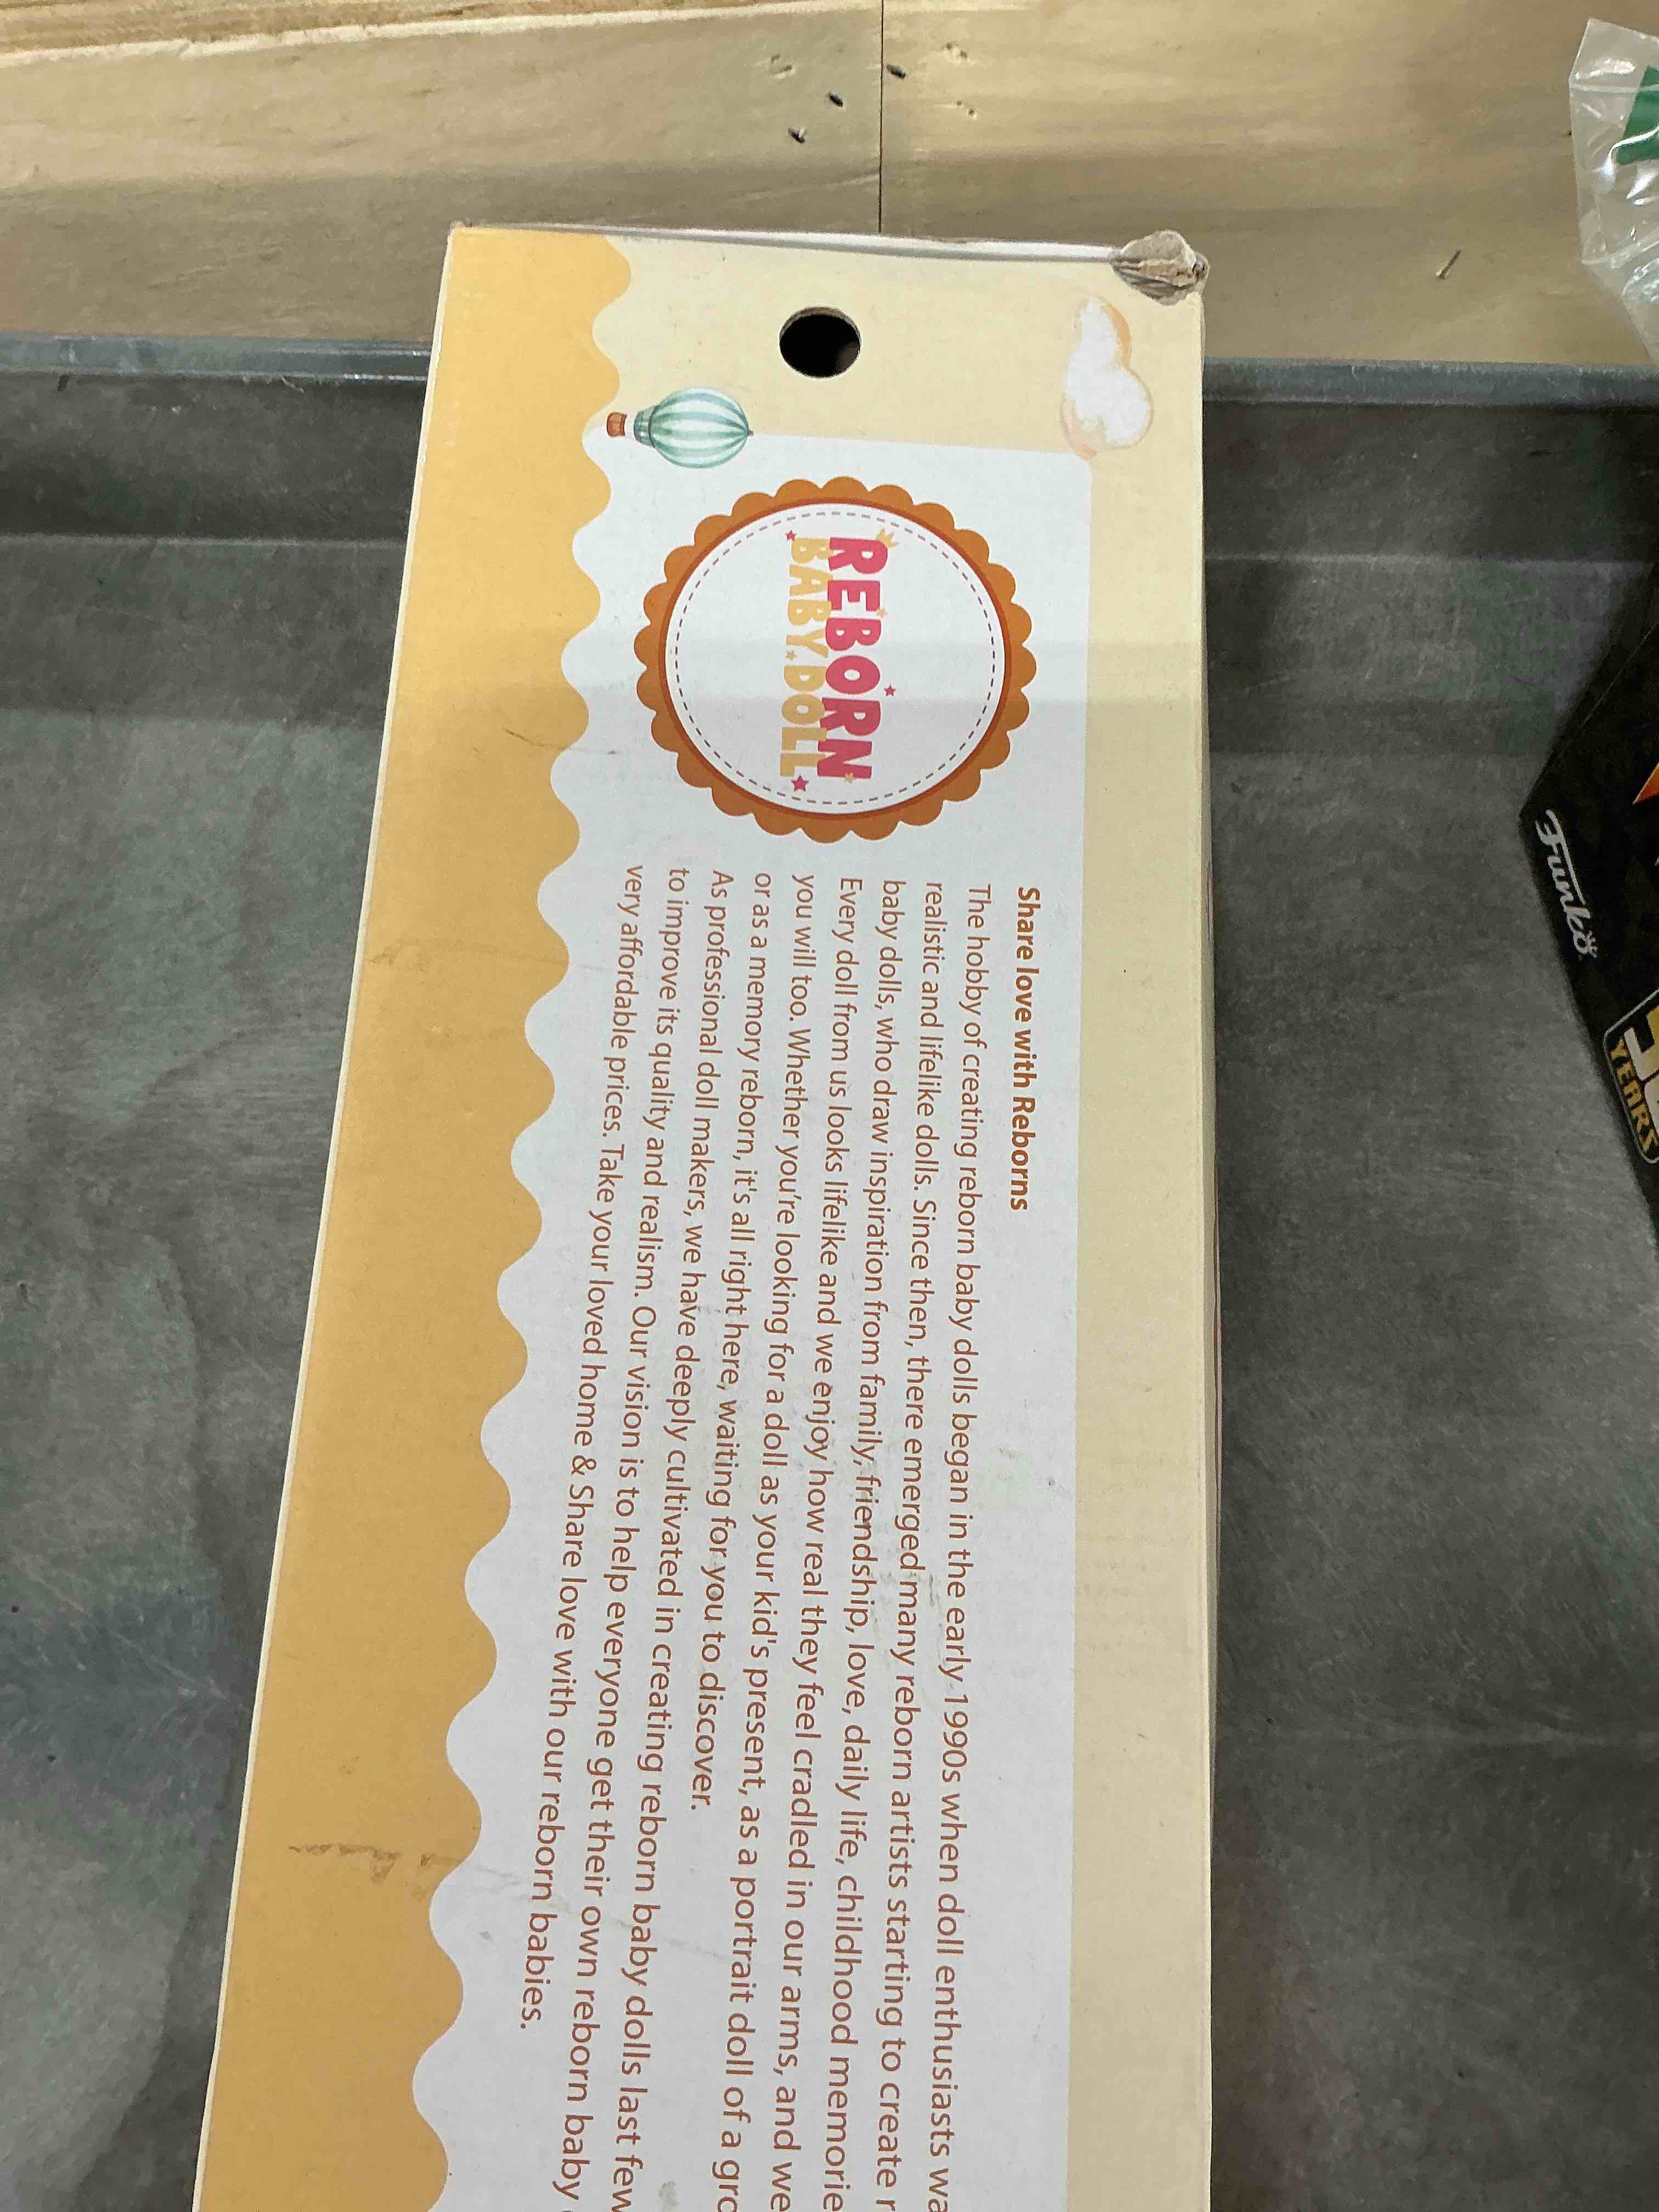 REBORN
BABY DOLL
Share love with Reborns
The hobby of creating reborn baby dolls began in the early 1990s when doll enthusiasts
realistic and lifelike dolls. Since then, there emerged many reborn artists starting to create
baby dolls, who draw inspiration from family, friendship, love, daily life, childhood
Every doll from us looks lifelike and we enjoy how real they feel cradled in our arms, and we
you will too. Whether you're looking for a doll as your kid's present, as a portrait doll of a
or as a memory reborn, it's all right here, waiting for you to discover.
As professional doll makers, we have deeply cultivated in creating reborn baby dolls last few
to improve its quality and realism. Our vision is to help everyone get their own reborn baby
very affordable prices. Take your loved home & Share love with our reborn babies.
Funko
YEARS